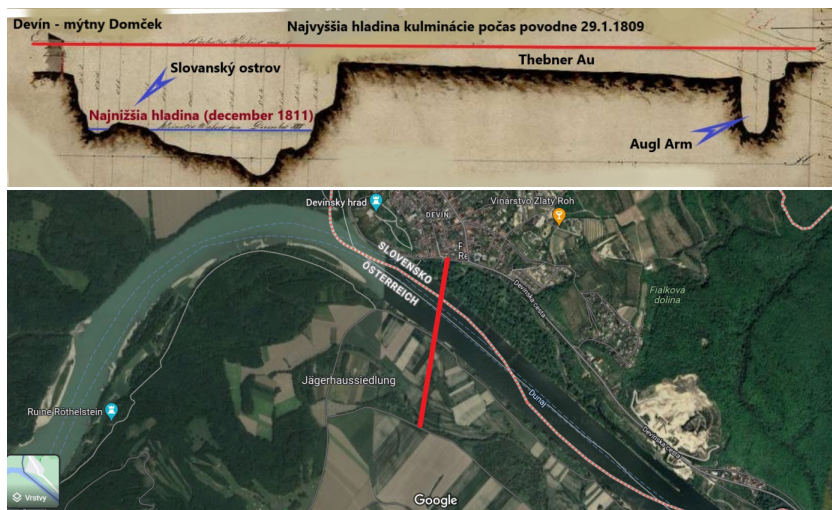 Devín - mýtny Domček
Najvyššia hladina kulminácie počas povodne 29.1.1809
Thebner Au
Slovanský ostrov
Najnižšia hladina (december 1811)
Augl Arm
Devínsky hrad
DEVÍN
Vinárstvo Zlatý Roh
F
Re
SLOVENSKO
ÖSTERREICH
Devínska cesta
Fialková
dolina
Jägerhaussiedlung
Dunaj
Ruine Röthelstein
Devínska cesta
Vrstvy
Google